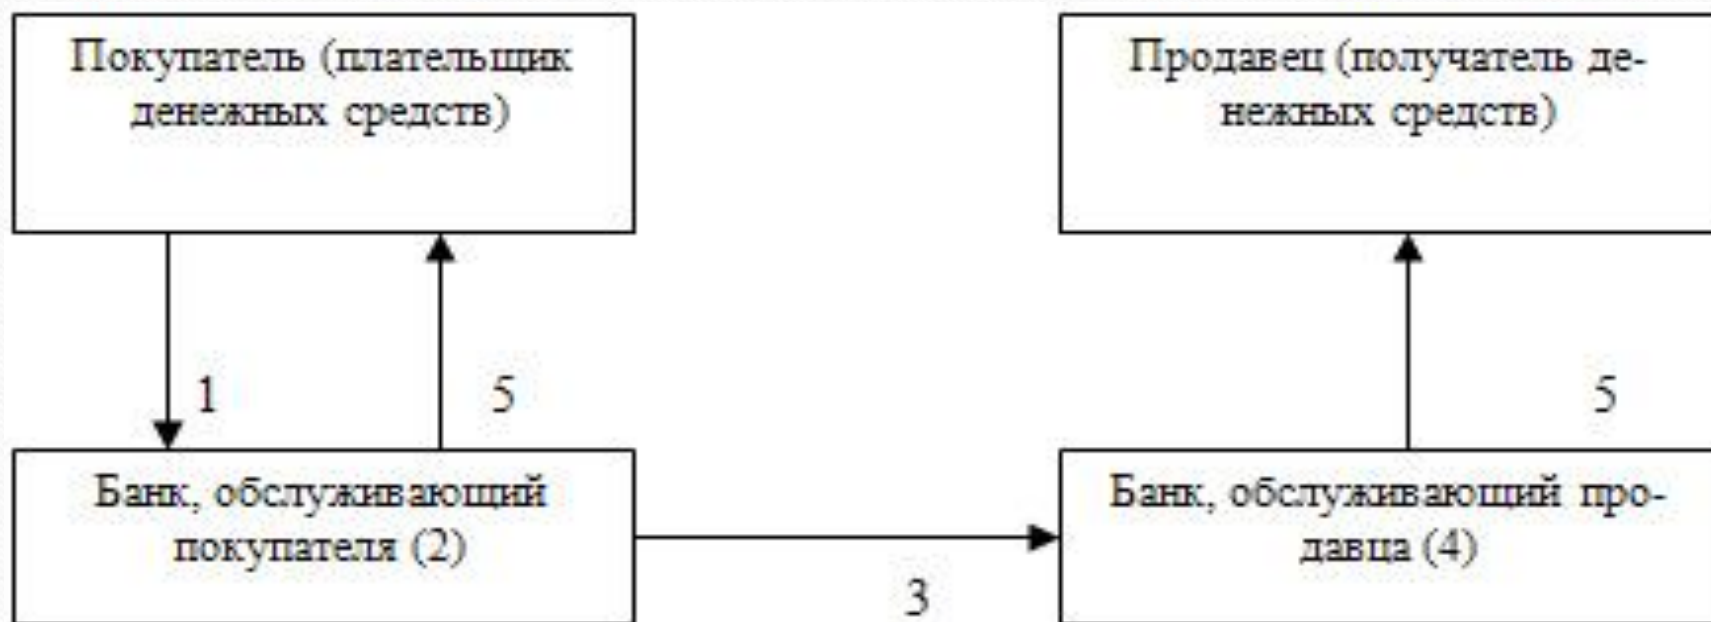 Покупатель (плательщик
денежных средств)
Продавец (получатель де-
нежных средств)
1
5
5
Банк, обслуживающий
покупателя (2)
3
Банк, обслуживающий про-
давца (4)